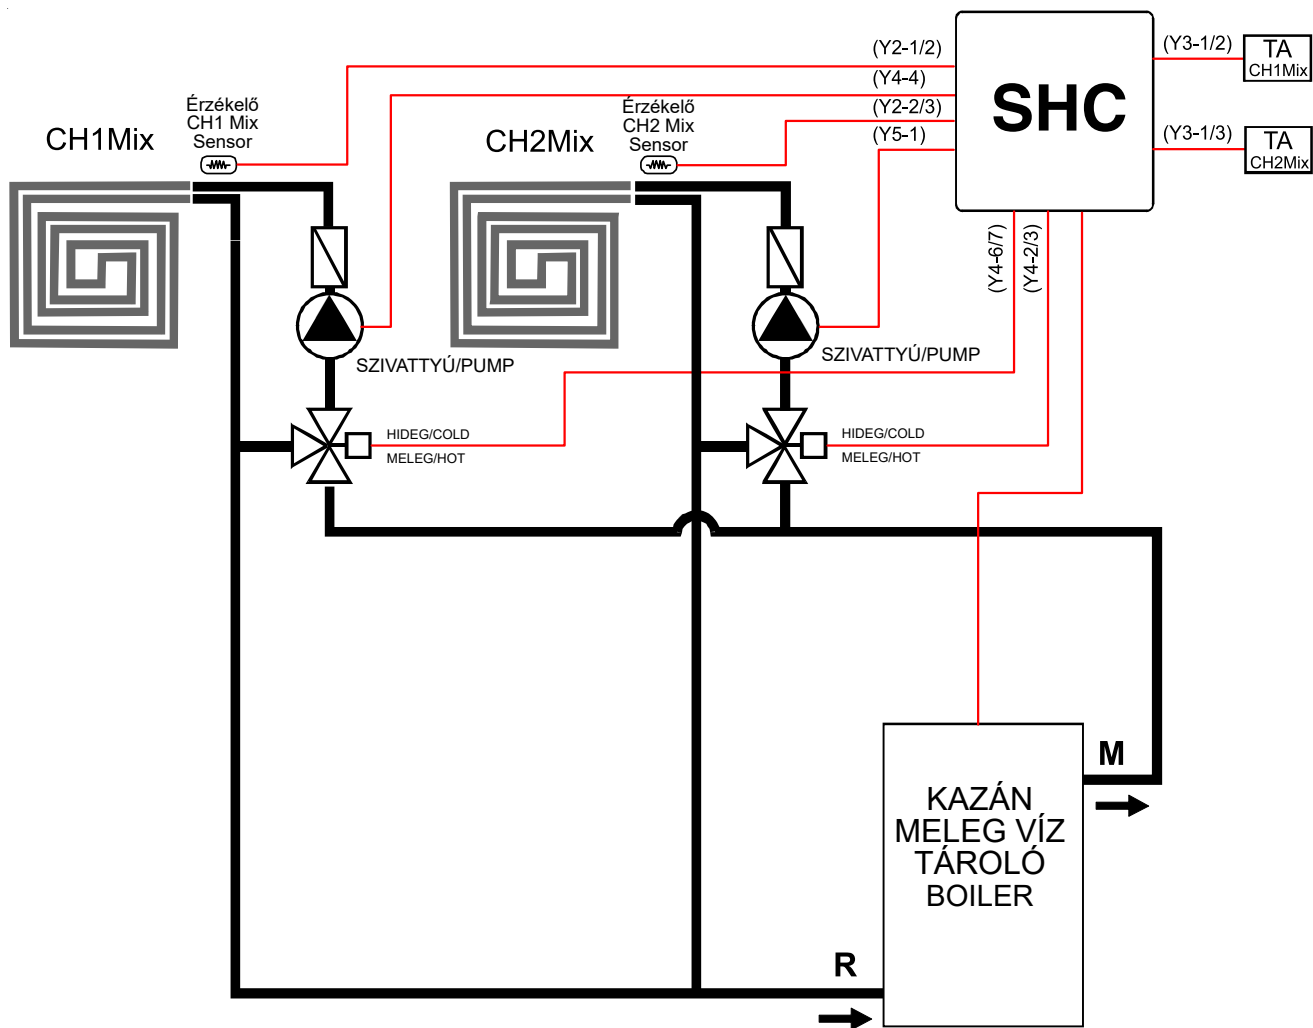 (Y2-1/2)
(Y4-4)
(Y2-2/3)
(Y5-1)
SHC
(Y3-1/2)
TA
CH1Mix
(Y3-1/3)
TA
CH2Mix
CH1Mix
Érzékelő
CH1 Mix
Sensor
CH2Mix
Érzékelő
CH2 Mix
Sensor
(Y4-6/7)
(Y4-2/3)
SZIVATTYÚ/PUMP
SZIVATTYÚ/PUMP
HIDEG/COLD
MELEG/HOT
HIDEG/COLD
MELEG/HOT
M
KAZÁN
MELEG VÍZ
TÁROLÓ
BOILER
R